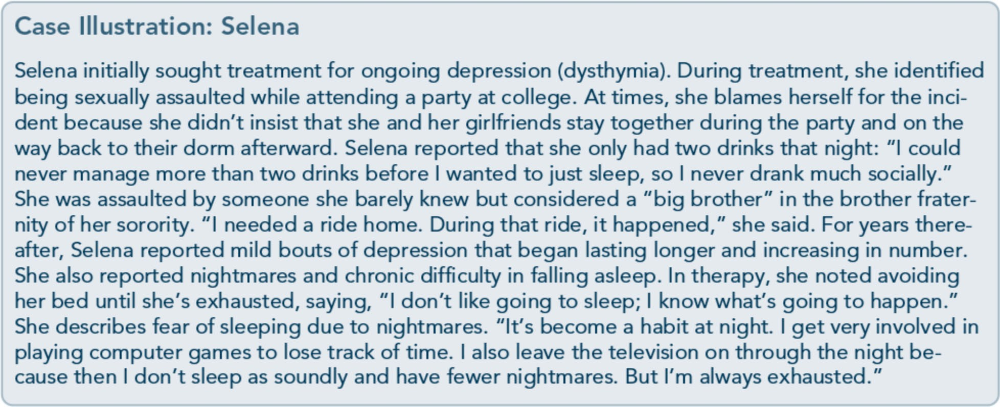 Case Illustration: Selena
Selena initially sought treatment for ongoing depression (dysthymia). During treatment, she identified
being sexually assaulted while attending a party at college. At times, she blames herself for the inci-
dent because she didn’t insist that she and her girlfriends stay together during the party and on the
way back to their dorm afterward. Selena reported that she only had two drinks that night: “I could
never manage more than two drinks before I wanted to just sleep, so I never drank much socially.”
She was assaulted by someone she barely knew but considered a “big brother” in the brother frater-
nity of her sorority. “I needed a ride home. During that ride, it happened,” she said. For years there-
after, Selena reported mild bouts of depression that began lasting longer and increasing in number.
She also reported nightmares and chronic difficulty in falling asleep. In therapy, she noted avoiding
her bed until she’s exhausted, saying, “I don’t like going to sleep; I know what’s going to happen.”
She describes fear of sleeping due to nightmares. “It’s become a habit at night. I get very involved in
playing computer games to lose track of time. I also leave the television on through the night be-
cause then I don’t sleep as soundly and have fewer nightmares. But I’m always exhausted.”